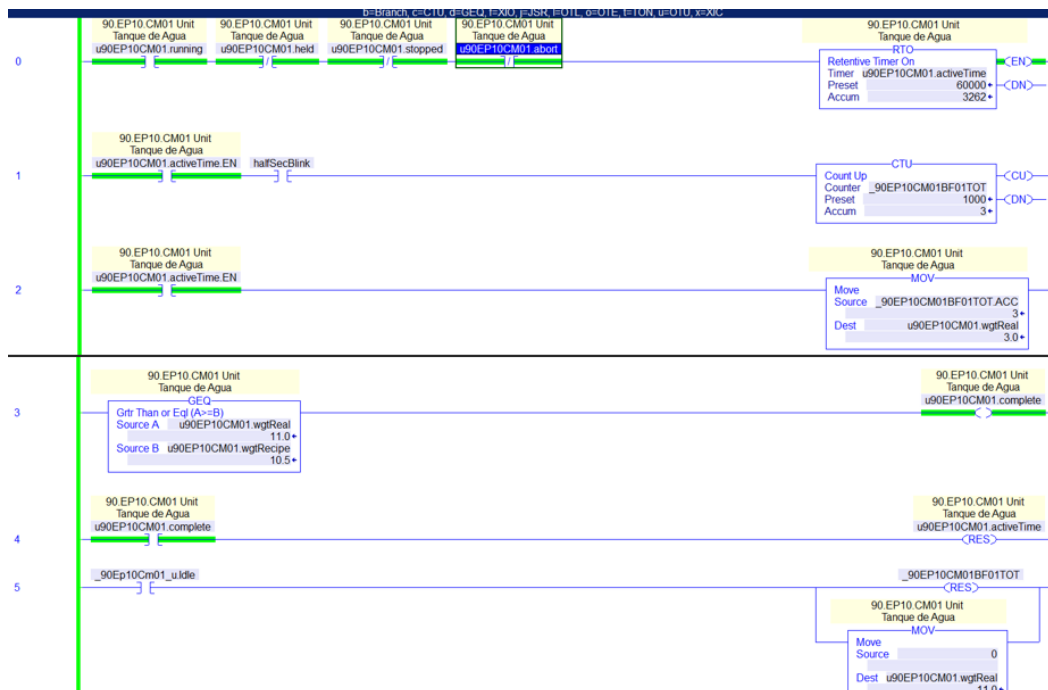 b=Branch, c=CTU, d=GEQ, f=XIO, j=JSR, l=OTL, o=OTE, t=TON, u=OTU, x=XIC
90.EP10.CM01 Unit
Tanque de Agua
u90EP10CM01.running
90.EP10.CM01 Unit
Tanque de Agua
u90EP10CM01.held
90.EP10.CM01 Unit
Tanque de Agua
u90EP10CM01.stopped
90.EP10.CM01 Unit
Tanque de Agua
u90EP10CM01.abort
90.EP10.CM01 Unit
Tanque de Agua
RTO
Retentive Timer On
Timer u90EP10CM01.activeTime
Preset 60000
Accum 3262
EN
DN
0
90.EP10.CM01 Unit
Tanque de Agua
u90EP10CM01.activeTime.EN
halfSecBlink
CTU
Count Up
Counter _90EP10CM01BF01TOT
Preset 1000
Accum 3
CU
DN
1
90.EP10.CM01 Unit
Tanque de Agua
u90EP10CM01.activeTime.EN
90.EP10.CM01 Unit
Tanque de Agua
MOV
Move
Source _90EP10CM01BF01TOT.ACC
3
Dest u90EP10CM01.wgtReal
3.0
2
90.EP10.CM01 Unit
Tanque de Agua
GEQ
Grtr Than or Eql (A>=B)
Source A u90EP10CM01.wgtReal
11.0
Source B u90EP10CM01.wgtRecipe
10.5
90.EP10.CM01 Unit
Tanque de Agua
u90EP10CM01.complete
3
90.EP10.CM01 Unit
Tanque de Agua
u90EP10CM01.complete
90.EP10.CM01 Unit
Tanque de Agua
u90EP10CM01.activeTime
RES
4
_90Ep10Cm01_u.Idle
_90EP10CM01BF01TOT
RES
5
90.EP10.CM01 Unit
Tanque de Agua
MOV
Move
Source 0
Dest u90EP10CM01.wgtReal
11.0